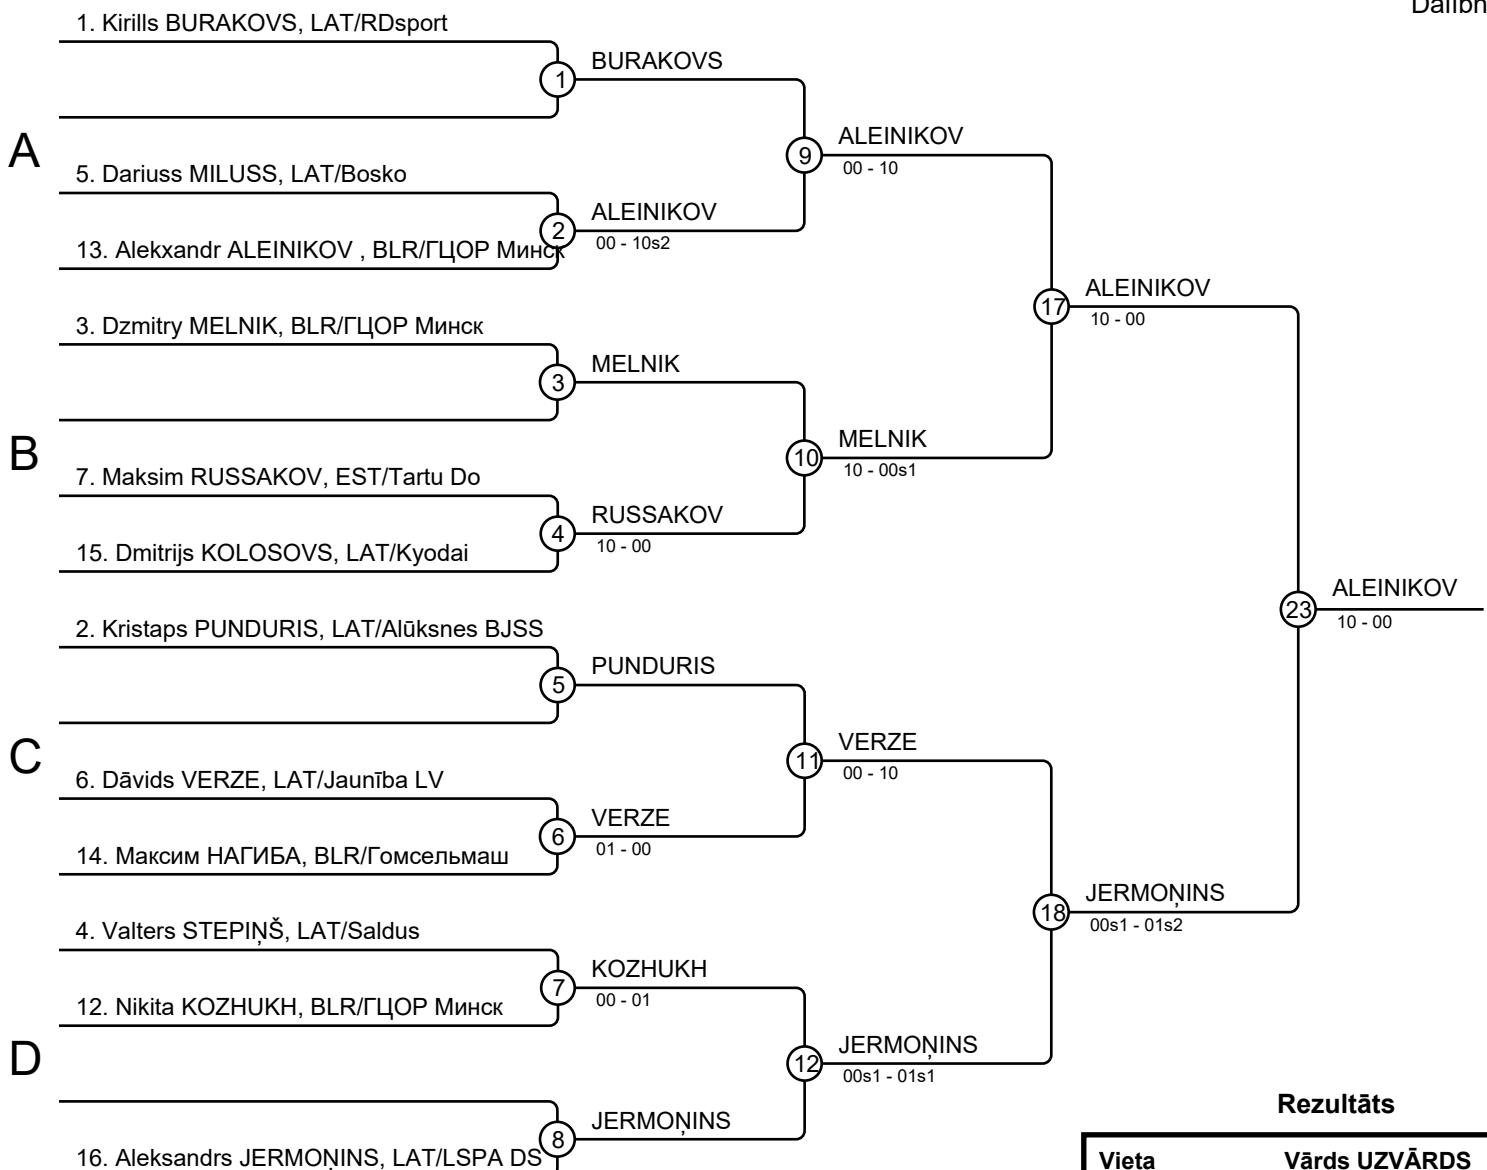 Dalībn
1. Kirills BURAKOVS, LAT/RDsport
1
BURAKOVS
A
9
ALEINIKOV
00 - 10
5. Dariuss MILUSS, LAT/Bosko
2
ALEINIKOV
00 - 10s2
13. Alekxandr ALEINIKOV , BLR/ГЦОР Минск
17
ALEINIKOV
10 - 00
3. Dzmitry MELNIK, BLR/ГЦОР Минск
3
MELNIK
B
10
MELNIK
10 - 00s1
7. Maksim RUSSAKOV, EST/Tartu Do
4
RUSSAKOV
10 - 00
15. Dmitrijs KOLOSOVS, LAT/Kyodai
23
ALEINIKOV
10 - 00
2. Kristaps PUNDURIS, LAT/Alūksnes BJSS
5
PUNDURIS
C
11
VERZE
00 - 10
6. Dāvids VERZE, LAT/Jaunība LV
6
VERZE
01 - 00
14. Максим НАГИБА, BLR/Гомсельмаш
18
JERMOŅINS
00s1 - 01s2
4. Valters STEPIŅŠ, LAT/Saldus
7
KOZHUKH
00 - 01
12. Nikita KOZHUKH, BLR/ГЦОР Минск
D
12
JERMOŅINS
00s1 - 01s1
8
JERMOŅINS
16. Aleksandrs JERMOŅINS, LAT/LSPA DS
Rezultāts
Vieta Vārds UZVĀRDS